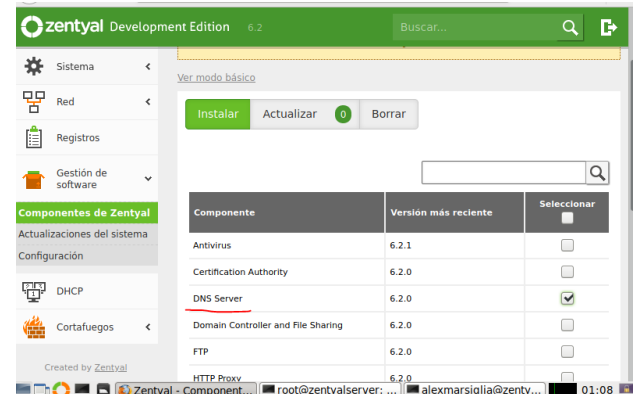 zentyal Development Edition 6.2
Buscar...
Sistema
Red
Registros
Gestión de
software
Componentes de Zentyal
Actualizaciones del sistema
Configuración
DHCP
Cortafuegos
Created by Zentyal
Ver modo básico
Instalar Actualizar 0 Borrar
Componente Versión más reciente Seleccionar
Antivirus 6.2.1
Certification Authority 6.2.0
DNS Server 6.2.0
Domain Controller and File Sharing 6.2.0
FTP 6.2.0
HTTP Proxy 6.2.0
Zentyal - Component... root@zentyalserver: ... alexmarsiglia@zenty... 01:08